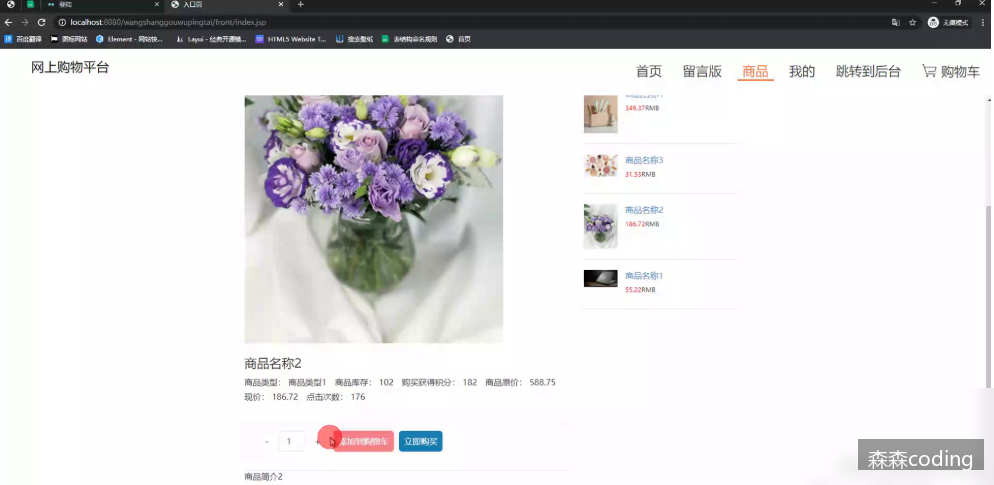 登陆
入口页
localhost:8080/wangshanggouwupingtai/front/index.jsp
无痕模式
百度翻译 图标网站 Element - 网站快... Layui - 经典开源模... HTML5 Website T... 搜索壁纸 表结构命名规则 首页
网上购物平台
首页 留言版 商品 我的 跳转到后台 购物车
349.37RMB
商品名称3
31.53RMB
商品名称2
186.72RMB
商品名称1
55.22RMB
商品名称2
商品类型： 商品类型1 商品库存： 102 购买获得积分： 182 商品原价： 588.75
现价： 186.72 点击次数： 176
- 1 + 添加到购物车 立即购买
商品简介2
森森coding